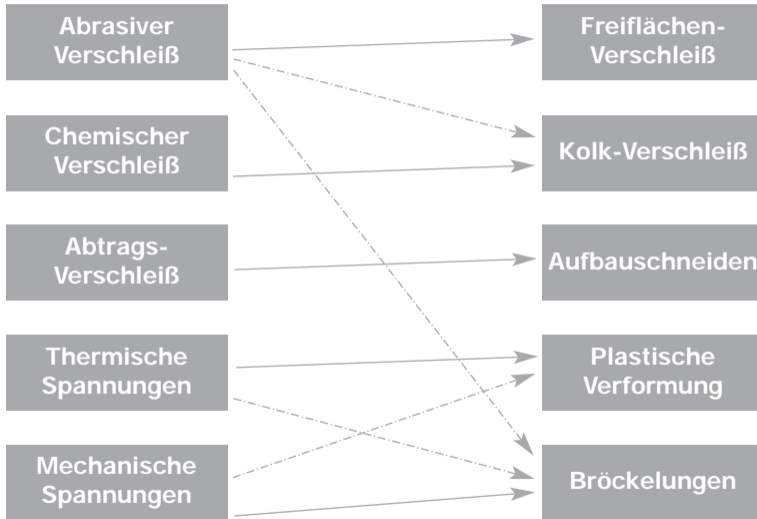 Abrasiver
Verschleiß
Freiflächen-
Verschleiß
Chemischer
Verschleiß
Kolk-Verschleiß
Abtrags-
Verschleiß
Aufbauschneiden
Thermische
Spannungen
Plastische
Verformung
Mechanische
Spannungen
Bröckelungen